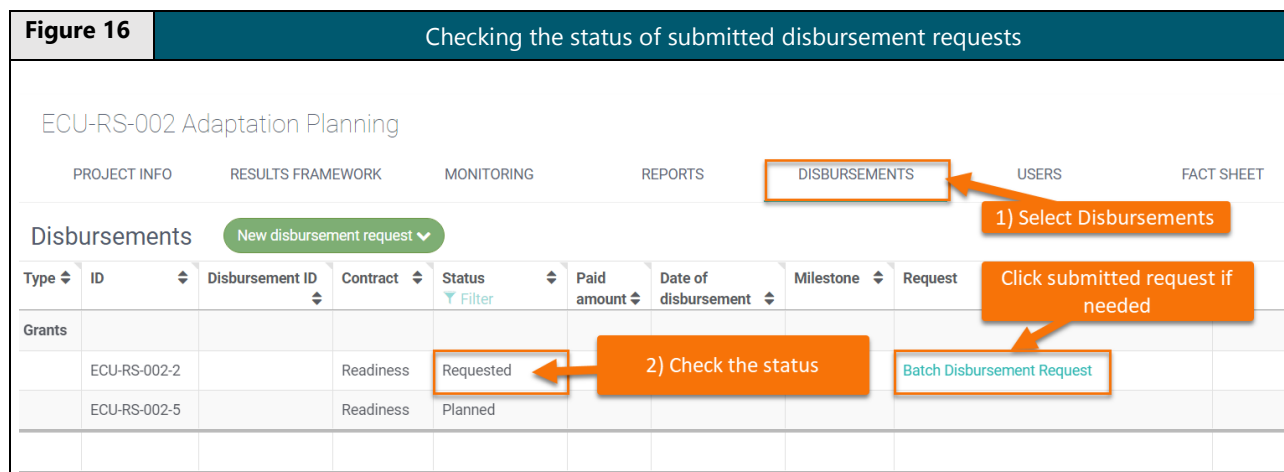 Figure 16
Checking the status of submitted disbursement requests
ECU-RS-002 Adaptation Planning
PROJECT INFO RESULTS FRAMEWORK MONITORING REPORTS DISBURSEMENTS USERS FACT SHEET
1) Select Disbursements
Disbursements New disbursement request
Type ID Disbursement ID Contract Status Filter Paid amount Date of disbursement Milestone Request
Click submitted request if needed
Grants
ECU-RS-002-2 Readiness Requested 2) Check the status Batch Disbursement Request
ECU-RS-002-5 Readiness Planned